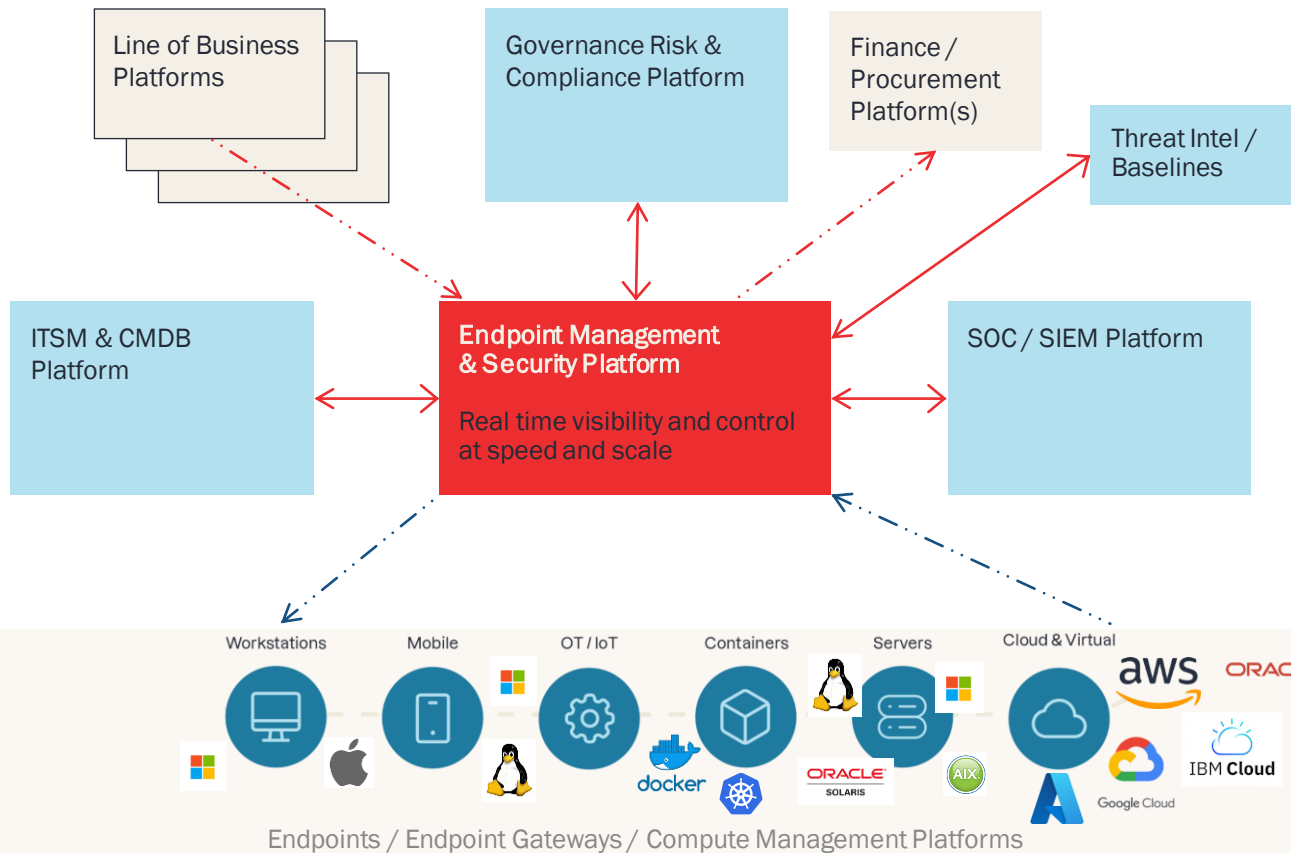 Line of Business
Platforms
Governance Risk &
Compliance Platform
Finance /
Procurement
Platform(s)
Threat Intel /
Baselines
ITSM & CMDB
Platform
Endpoint Management
& Security Platform
Real time visibility and control
at speed and scale
SOC / SIEM Platform
Workstations
Mobile
OT / IoT
Containers
Servers
Cloud & Virtual
aws
ORAC
docker
ORACLE
SOLARIS
AIX
Google Cloud
IBM Cloud
Endpoints / Endpoint Gateways / Compute Management Platforms